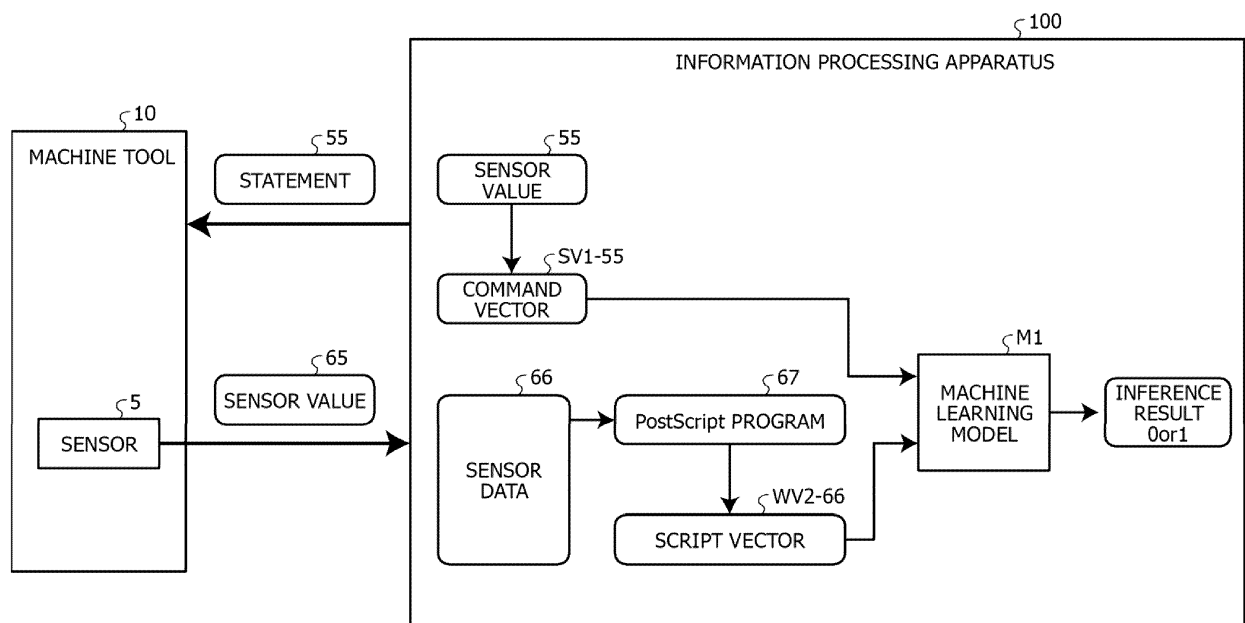 100
INFORMATION PROCESSING APPARATUS
10
MACHINE TOOL
55
STATEMENT
55
SENSOR
VALUE
SV1-55
COMMAND
VECTOR
65
SENSOR VALUE
5
SENSOR
66
SENSOR
DATA
67
PostScript PROGRAM
WV2-66
SCRIPT VECTOR
M1
MACHINE
LEARNING
MODEL
INFERENCE
RESULT
0or1